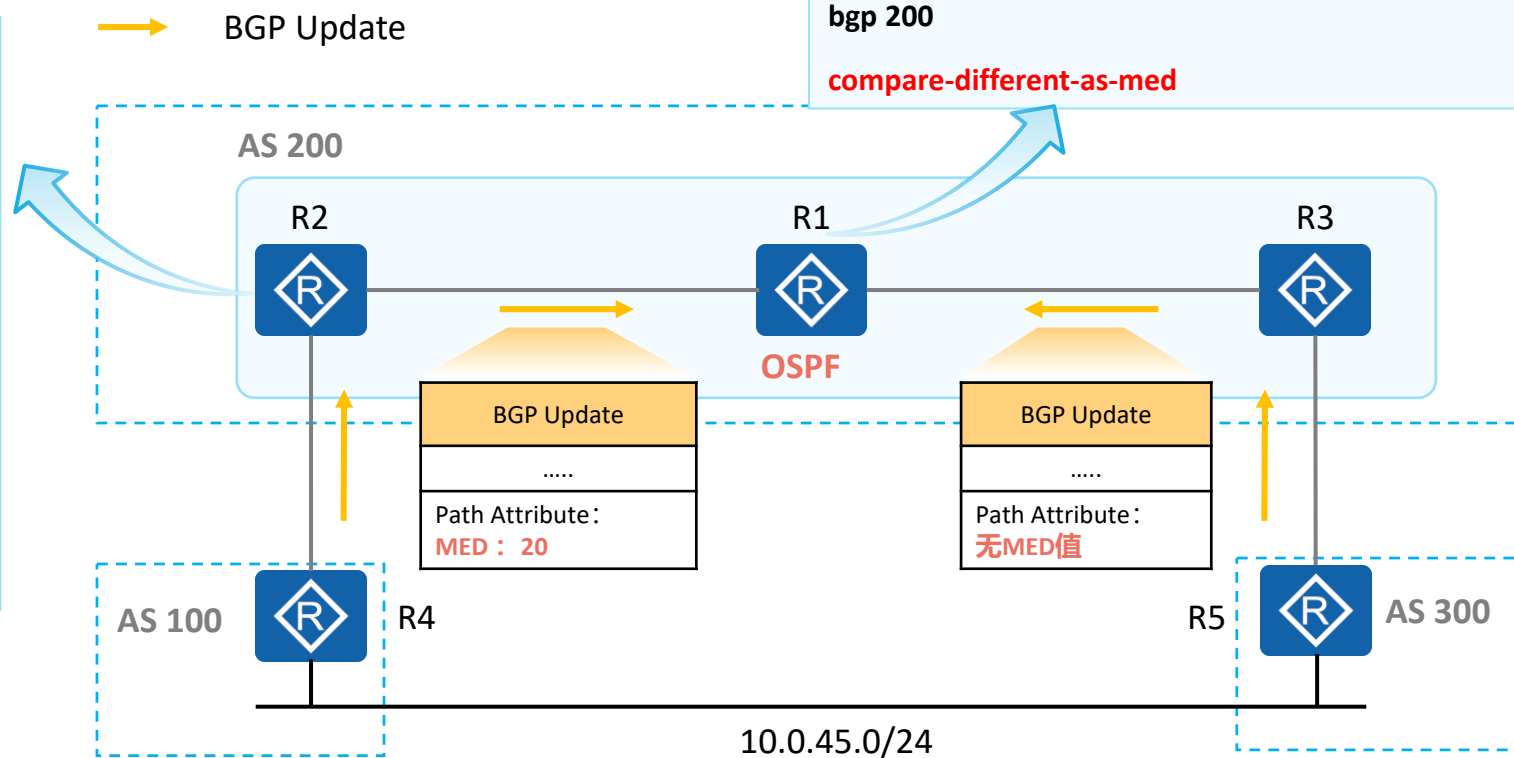 BGP Update
bgp 200
compare-different-as-med
AS 200
R2
R1
R3
R
R
R
OSPF
BGP Update
…..
Path Attribute：
MED： 20
BGP Update
…..
Path Attribute：
无MED值
AS 100
R
R4
R5
R
AS 300
10.0.45.0/24